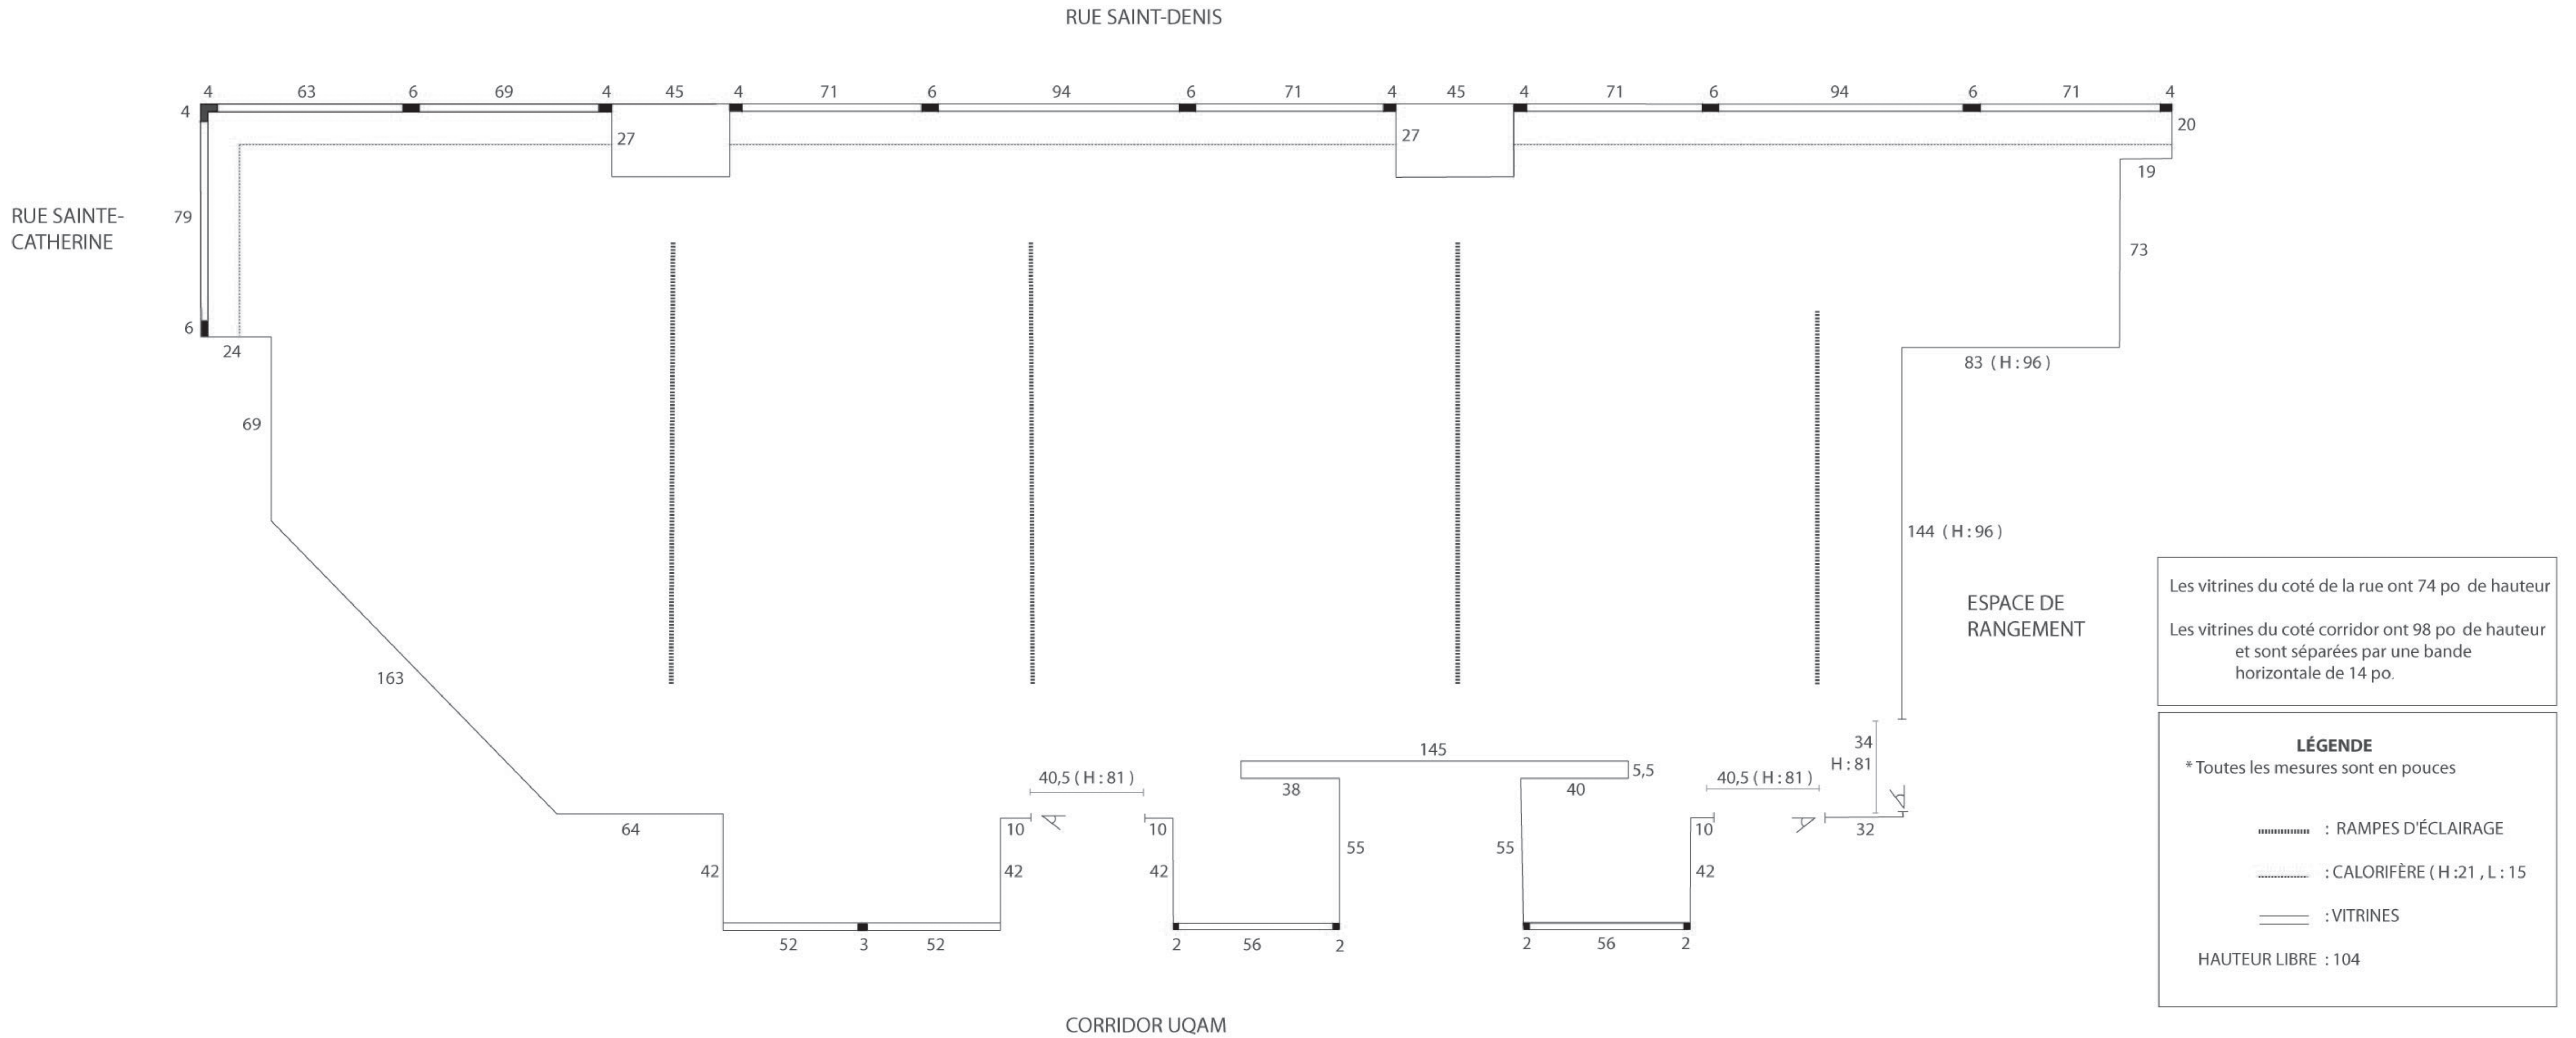 RUE SAINT-DENIS
4 63 6 69 4 45 4 71 6 94 6 71 4 45 4 71 6 94 6 71 4
4
27
27
20
19
RUE SAINTE-
CATHERINE
79
73
6
24
83 ( H : 96 )
69
144 ( H : 96 )
ESPACE DE
RANGEMENT
163
145
34
H : 81
40,5 ( H : 81 )
5,5
40,5 ( H : 81 )
38
40
64
10
10
10
32
55
55
42
42
42
42
52 3 52
2 56 2
2 56 2
CORRIDOR UQAM
Les vitrines du coté de la rue ont 74 po de hauteur
Les vitrines du coté corridor ont 98 po de hauteur
et sont séparées par une bande
horizontale de 14 po.
LÉGENDE
* Toutes les mesures sont en pouces
: RAMPES D'ÉCLAIRAGE
: CALORIFÈRE ( H :21 , L : 15
: VITRINES
HAUTEUR LIBRE : 104